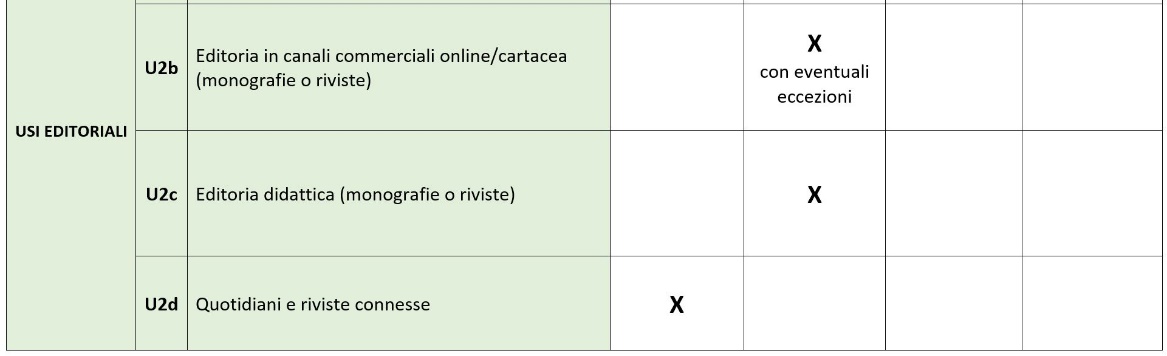 USI EDITORIALI
U2b
Editoria in canali commerciali online/cartacea
(monografie o riviste)
X
con eventuali
eccezioni
U2c
Editoria didattica (monografie o riviste)
X
U2d
Quotidiani e riviste connesse
X